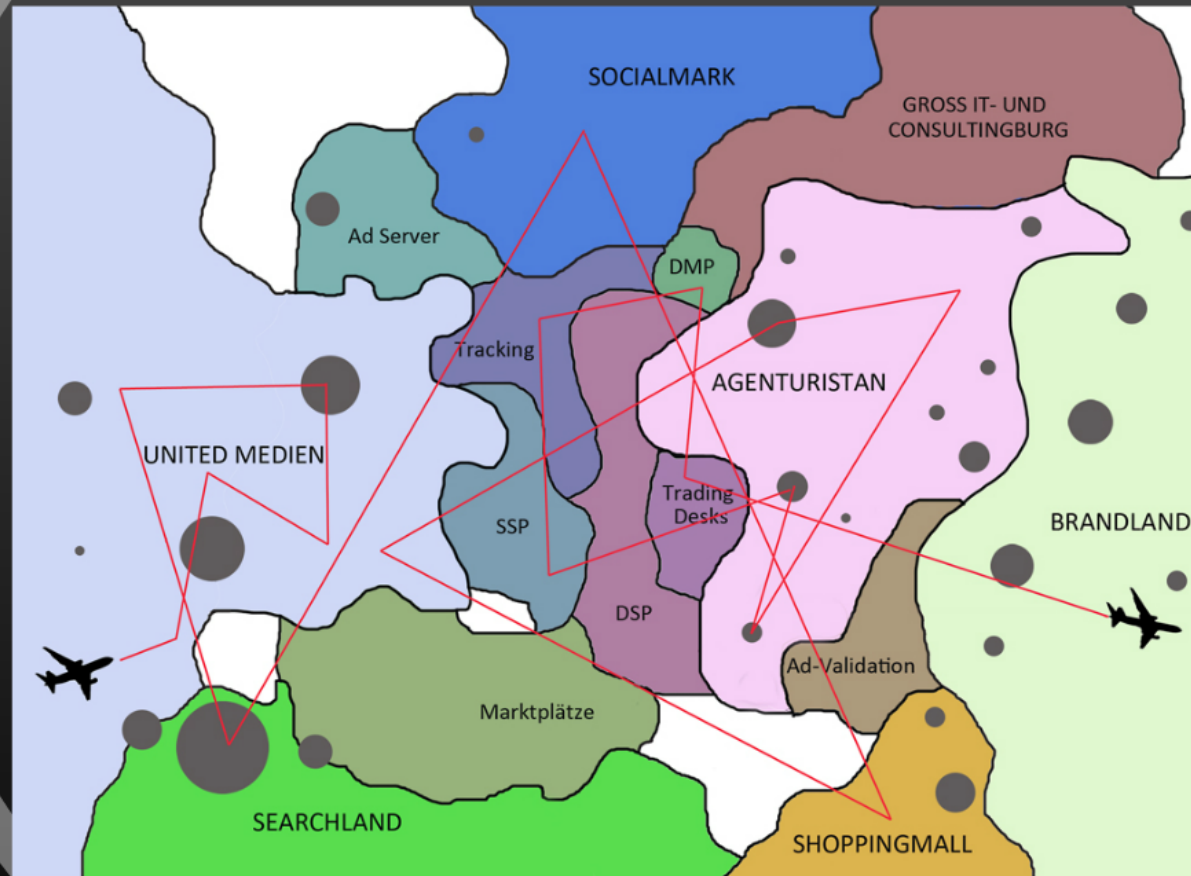 SOCIALMARK
GROSS IT- UND
CONSULTINGBURG
Ad Server
DMP
Tracking
AGENTURISTAN
UNITED MEDIEN
Trading
Desks
SSP
BRANDLAND
DSP
Ad-Validation
Marktplätze
SEARCHLAND
SHOPPINGMALL